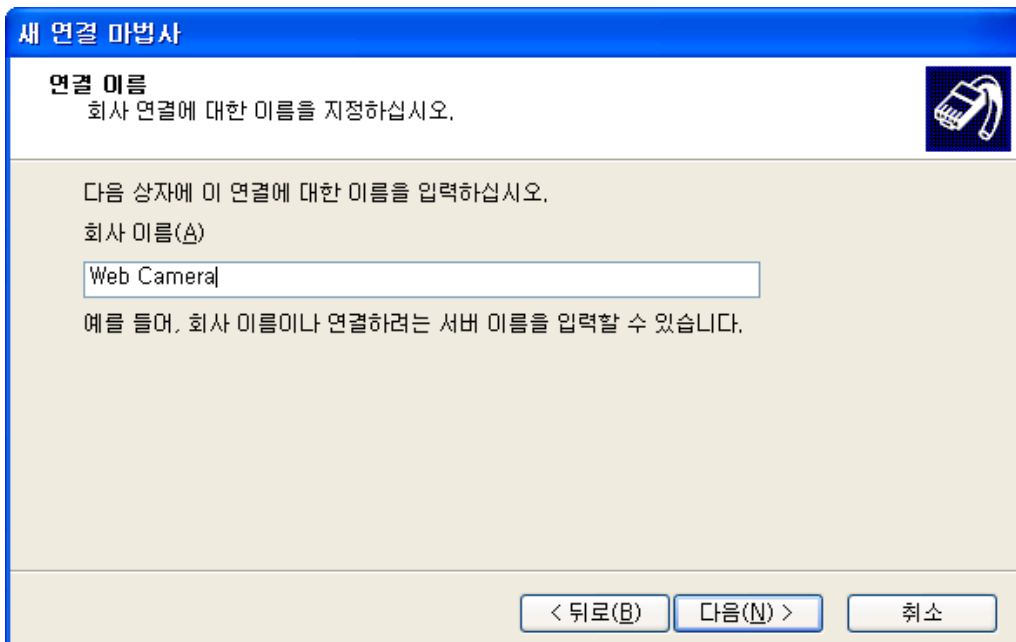 새 연결 마법사
연결 이름
회사 연결에 대한 이름을 지정하십시오.
다음 상자에 이 연결에 대한 이름을 입력하십시오.
회사 이름(A)
Web Camera
예를 들어, 회사 이름이나 연결하려는 서버 이름을 입력할 수 있습니다.
< 뒤로(B) 다음(N) > 취소